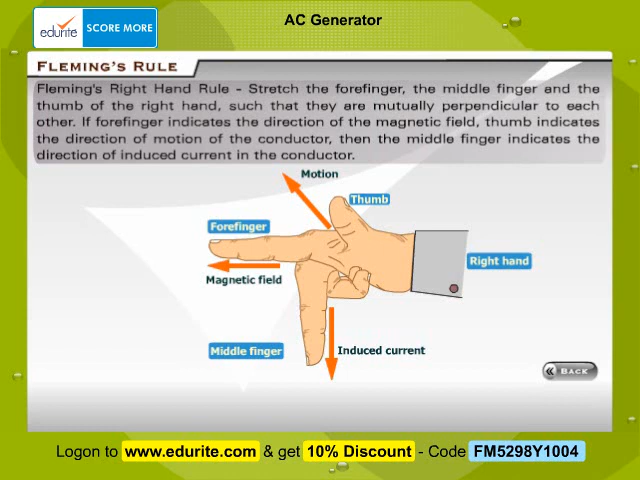 AC Generator
edurite SCORE MORE
FLEMING'S RULE
Fleming's Right Hand Rule - Stretch the forefinger, the middle finger and the
thumb of the right hand, such that they are mutually perpendicular to each
other. If forefinger indicates the direction of the magnetic field, thumb indicates
the direction of motion of the conductor, then the middle finger indicates the
direction of induced current in the conductor.
Motion
Thumb
Forefinger
Right hand
Magnetic field
Middle finger
Induced current
BACK
Logon to www.edurite.com & get 10% Discount - Code FM5298Y1004